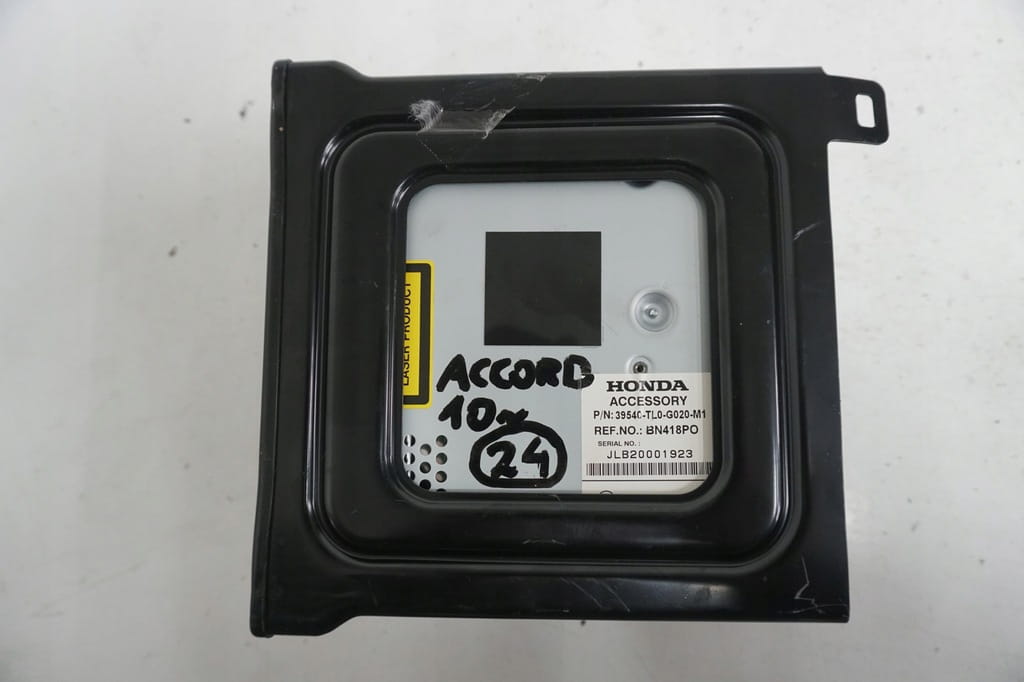 LASER PRODUCT
ACCORD
10r
24
HONDA
ACCESSORY
P/N: 39540-TL0-G020-M1
REF.NO.: BN418PO
SERIAL NO.:
JLB20001923